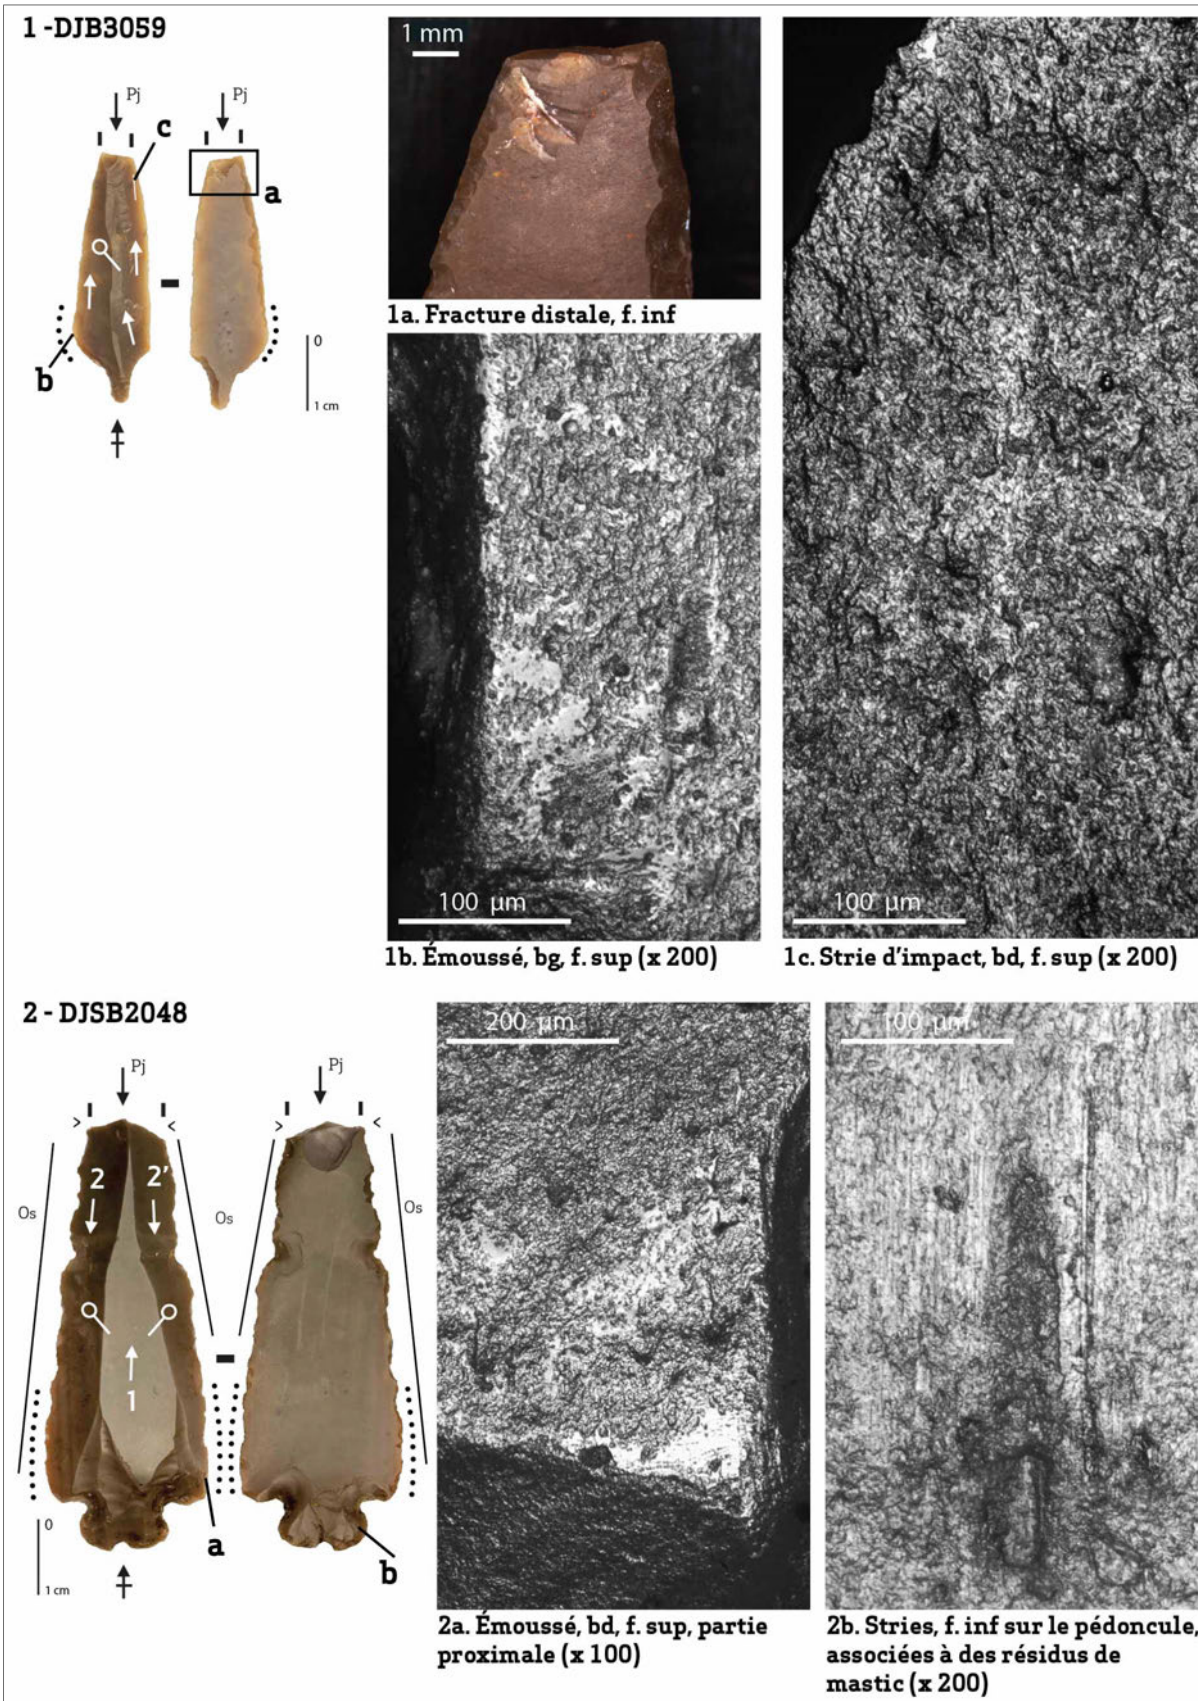 1 -DJB3059
1 mm
Pj
Pj
c
a
b
0
1 cm
1a. Fracture distale, f. inf
100 µm
100 µm
1b. Émoussé, bg, f. sup (x 200)
1c. Strie d'impact, bd, f. sup (x 200)
2 - DJSB2048
200 µm
100 µm
Pj
Pj
2
2'
Os
Os
Os
1
a
b
0
1 cm
2a. Émoussé, bd, f. sup, partie
proximale (x 100)
2b. Stries, f. inf sur le pédoncule,
associées à des résidus de
mastic (x 200)